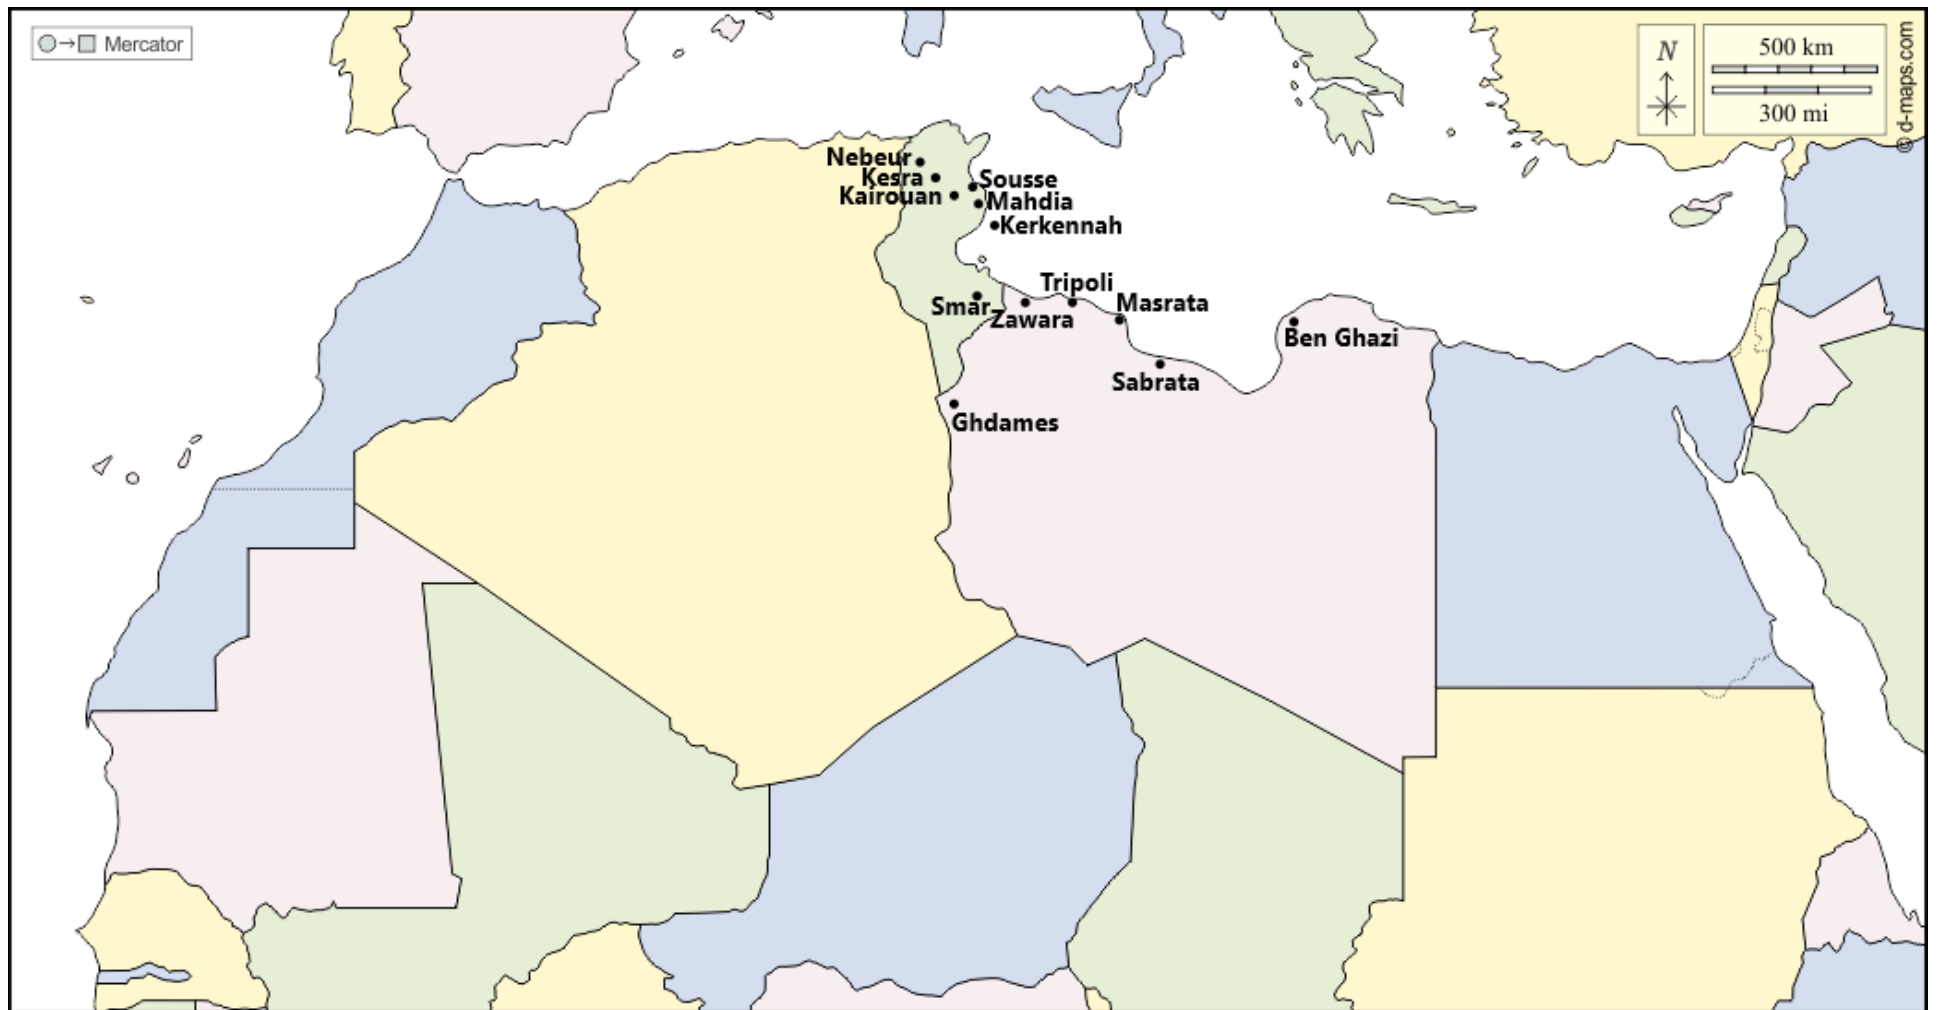 Mercator
N
500 km
300 mi
© d-maps.com
Nebeur
Kesra
Kairouan
Sousse
Mahdia
Kerkennah
Tripoli
Smar
Zawara
Masrata
Ben Ghazi
Sabrata
Ghdames